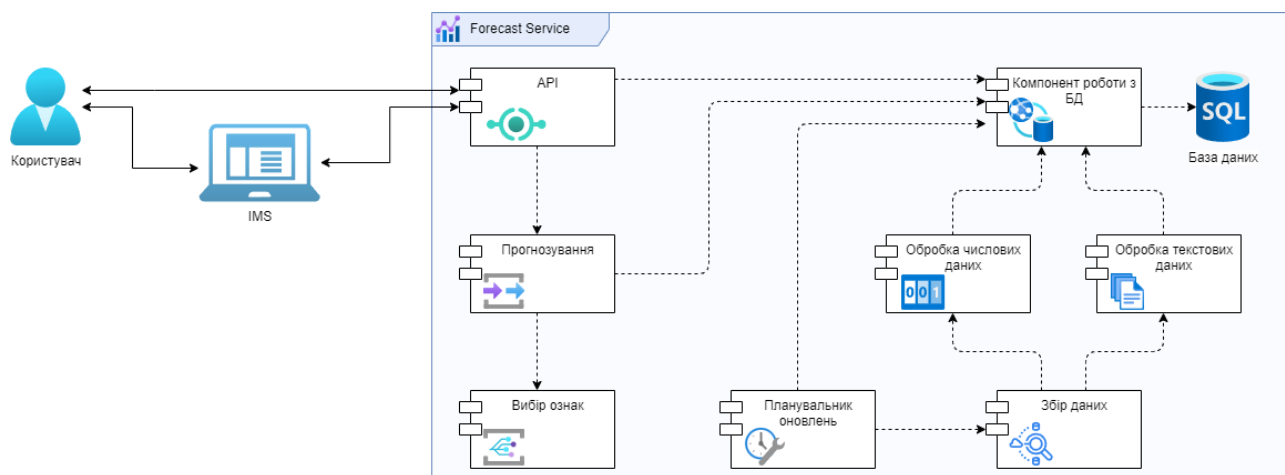 Forecast Service
API
Компонент роботи з
БД
SQL
Користувач
База даних
IMS
Прогнозування
Обробка числових
даних
Обробка текстових
даних
001
Вибір ознак
Планувальник
оновлень
Збір даних